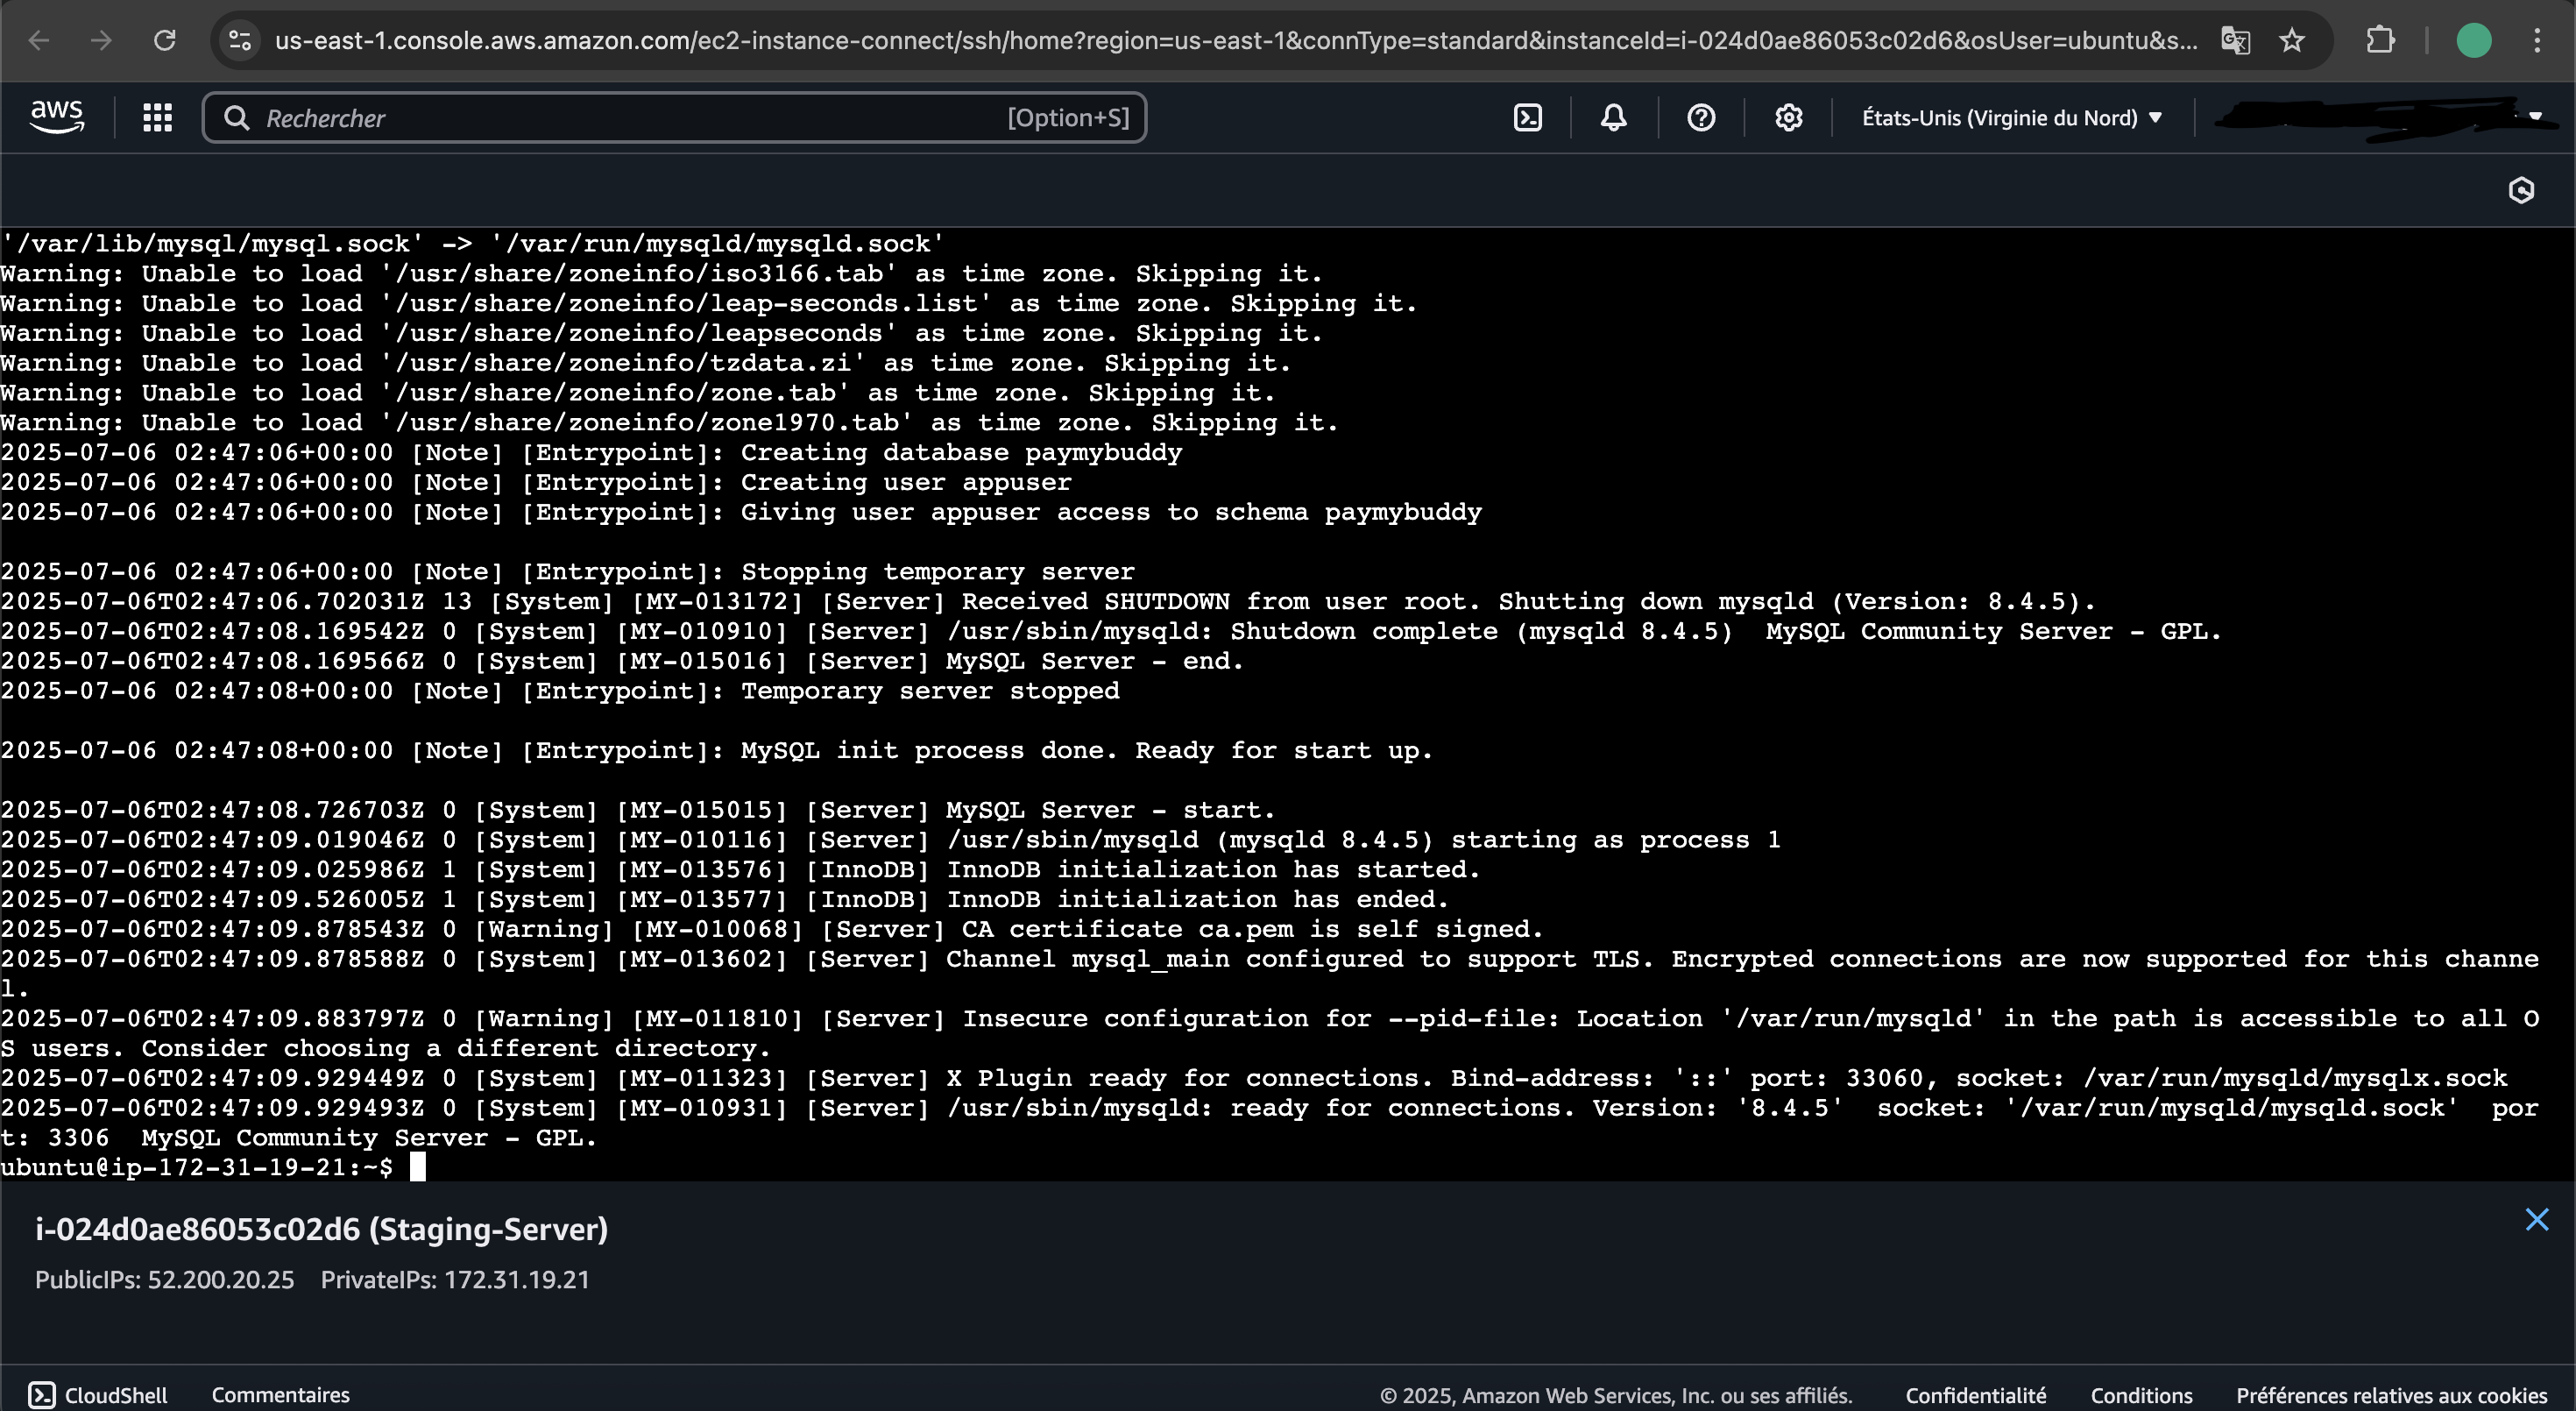 us-east-1.console.aws.amazon.com/ec2-instance-connect/ssh/home?region=us-east-1&connType=standard&instanceId=i-024d0ae86053c02d6&osUser=ubuntu&s...
aws
Rechercher
[Option+S]
États-Unis (Virginie du Nord)
'/var/lib/mysql/mysql.sock' -> '/var/run/mysqld/mysqld.sock'
Warning: Unable to load '/usr/share/zoneinfo/iso3166.tab' as time zone. Skipping it.
Warning: Unable to load '/usr/share/zoneinfo/leap-seconds.list' as time zone. Skipping it.
Warning: Unable to load '/usr/share/zoneinfo/leapseconds' as time zone. Skipping it.
Warning: Unable to load '/usr/share/zoneinfo/tzdata.zi' as time zone. Skipping it.
Warning: Unable to load '/usr/share/zoneinfo/zone.tab' as time zone. Skipping it.
Warning: Unable to load '/usr/share/zoneinfo/zone1970.tab' as time zone. Skipping it.
2025-07-06 02:47:06+00:00 [Note] [Entrypoint]: Creating database paymybuddy
2025-07-06 02:47:06+00:00 [Note] [Entrypoint]: Creating user appuser
2025-07-06 02:47:06+00:00 [Note] [Entrypoint]: Giving user appuser access to schema paymybuddy
2025-07-06 02:47:06+00:00 [Note] [Entrypoint]: Stopping temporary server
2025-07-06T02:47:06.702031Z 13 [System] [MY-013172] [Server] Received SHUTDOWN from user root. Shutting down mysqld (Version: 8.4.5).
2025-07-06T02:47:08.169542Z 0 [System] [MY-010910] [Server] /usr/sbin/mysqld: Shutdown complete (mysqld 8.4.5)  MySQL Community Server - GPL.
2025-07-06T02:47:08.169566Z 0 [System] [MY-015016] [Server] MySQL Server - end.
2025-07-06 02:47:08+00:00 [Note] [Entrypoint]: Temporary server stopped
2025-07-06 02:47:08+00:00 [Note] [Entrypoint]: MySQL init process done. Ready for start up.
2025-07-06T02:47:08.726703Z 0 [System] [MY-015015] [Server] MySQL Server - start.
2025-07-06T02:47:09.019046Z 0 [System] [MY-010116] [Server] /usr/sbin/mysqld (mysqld 8.4.5) starting as process 1
2025-07-06T02:47:09.025986Z 1 [System] [MY-013576] [InnoDB] InnoDB initialization has started.
2025-07-06T02:47:09.526005Z 1 [System] [MY-013577] [InnoDB] InnoDB initialization has ended.
2025-07-06T02:47:09.878543Z 0 [Warning] [MY-010068] [Server] CA certificate ca.pem is self signed.
2025-07-06T02:47:09.878588Z 0 [System] [MY-013602] [Server] Channel mysql_main configured to support TLS. Encrypted connections are now supported for this channe
l.
2025-07-06T02:47:09.883797Z 0 [Warning] [MY-011810] [Server] Insecure configuration for --pid-file: Location '/var/run/mysqld' in the path is accessible to all O
S users. Consider choosing a different directory.
2025-07-06T02:47:09.929449Z 0 [System] [MY-011323] [Server] X Plugin ready for connections. Bind-address: '::' port: 33060, socket: /var/run/mysqld/mysqlx.sock
2025-07-06T02:47:09.929493Z 0 [System] [MY-010931] [Server] /usr/sbin/mysqld: ready for connections. Version: '8.4.5'  socket: '/var/run/mysqld/mysqld.sock'  por
t: 3306  MySQL Community Server - GPL.
ubuntu@ip-172-31-19-21:~$
i-024d0ae86053c02d6 (Staging-Server)
PublicIPs: 52.200.20.25    PrivateIPs: 172.31.19.21
CloudShell
Commentaires
© 2025, Amazon Web Services, Inc. ou ses affiliés.
Confidentialité
Conditions
Préférences relatives aux cookies